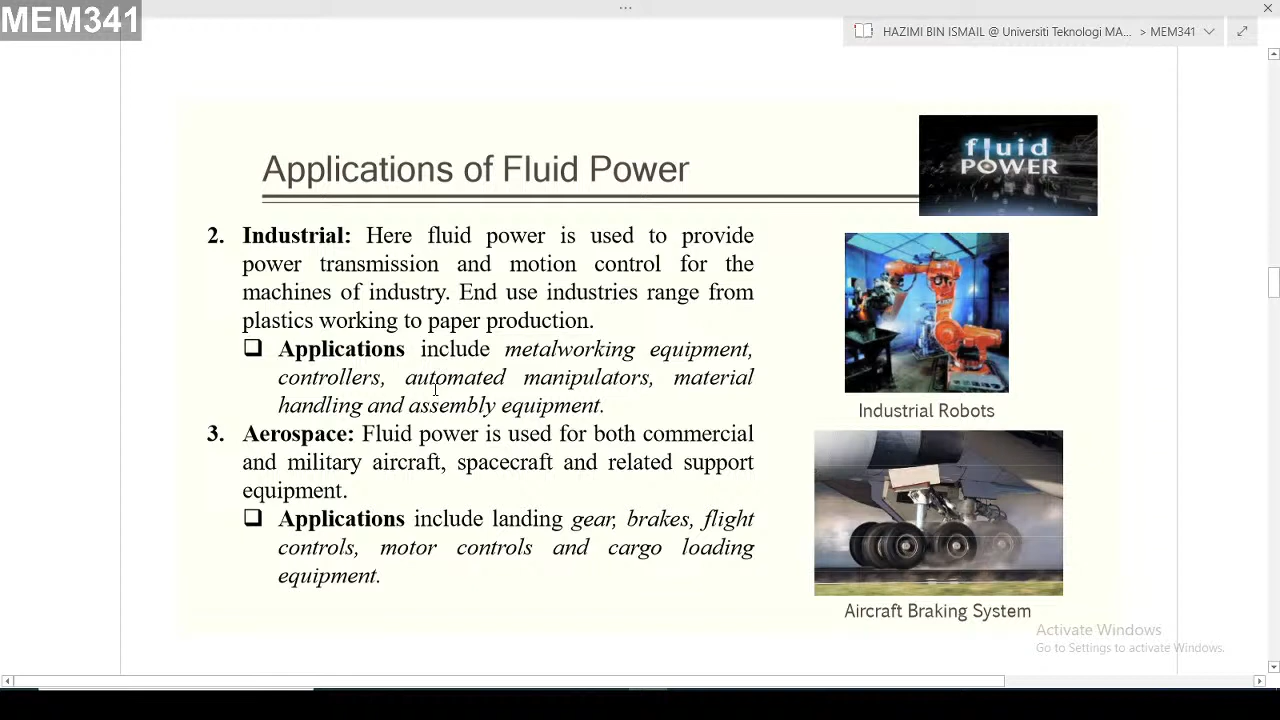 MEM341
HAZIMI BIN ISMAIL @ Universiti Teknologi MA... > MEM341
Applications of Fluid Power
fluid
POWER
2. Industrial: Here fluid power is used to provide
power transmission and motion control for the
machines of industry. End use industries range from
plastics working to paper production.
❑ Applications include metalworking equipment,
controllers, automated manipulators, material
handling and assembly equipment.
3. Aerospace: Fluid power is used for both commercial
and military aircraft, spacecraft and related support
equipment.
❑ Applications include landing gear, brakes, flight
controls, motor controls and cargo loading
equipment.
Industrial Robots
Aircraft Braking System
Activate Windows
Go to Settings to activate Windows.